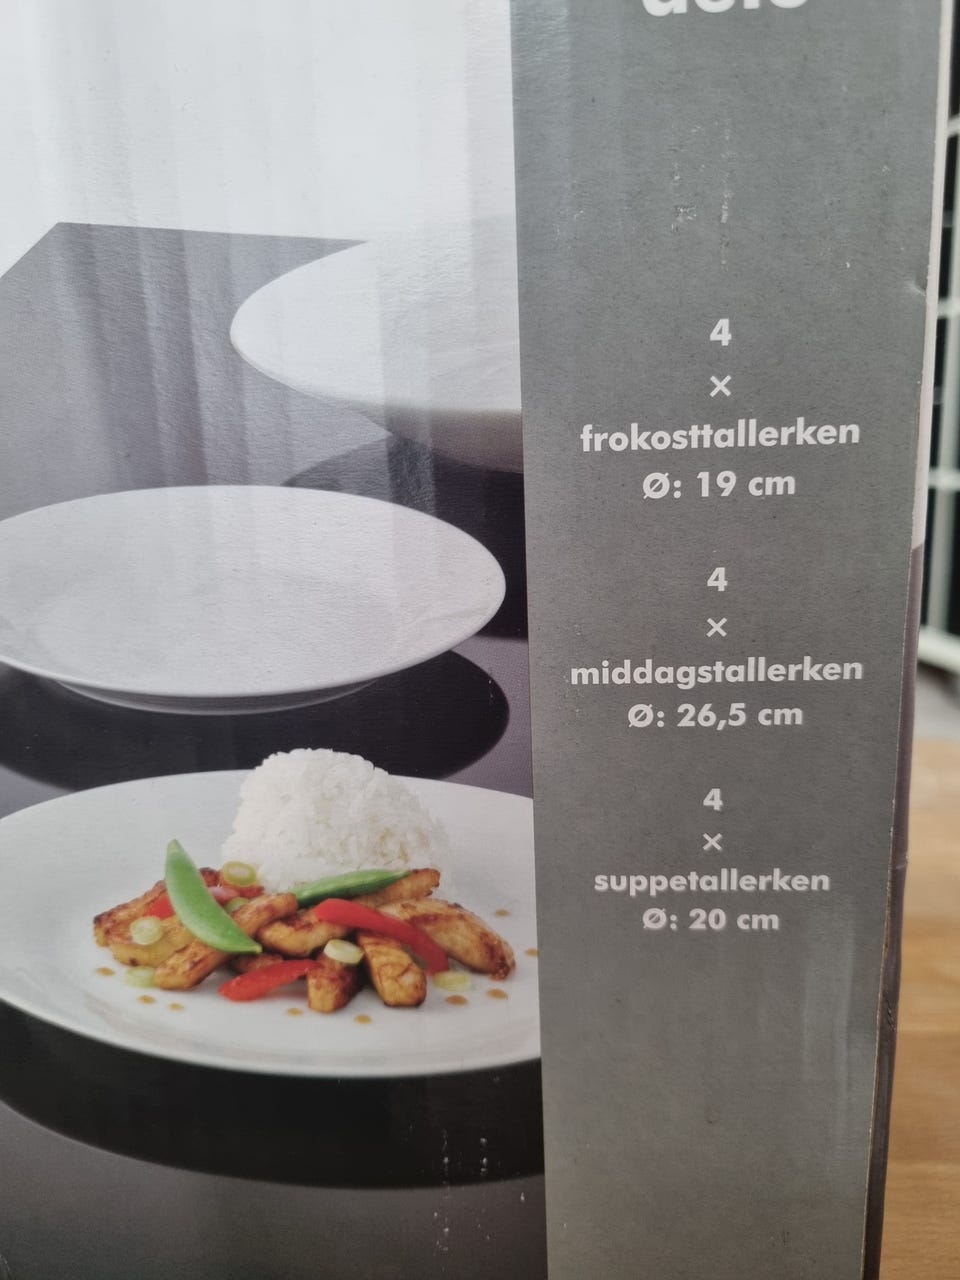 4
×
frokosttallerken
Ø: 19 cm
4
×
middagstallerken
Ø: 26,5 cm
4
×
suppetallerken
Ø: 20 cm